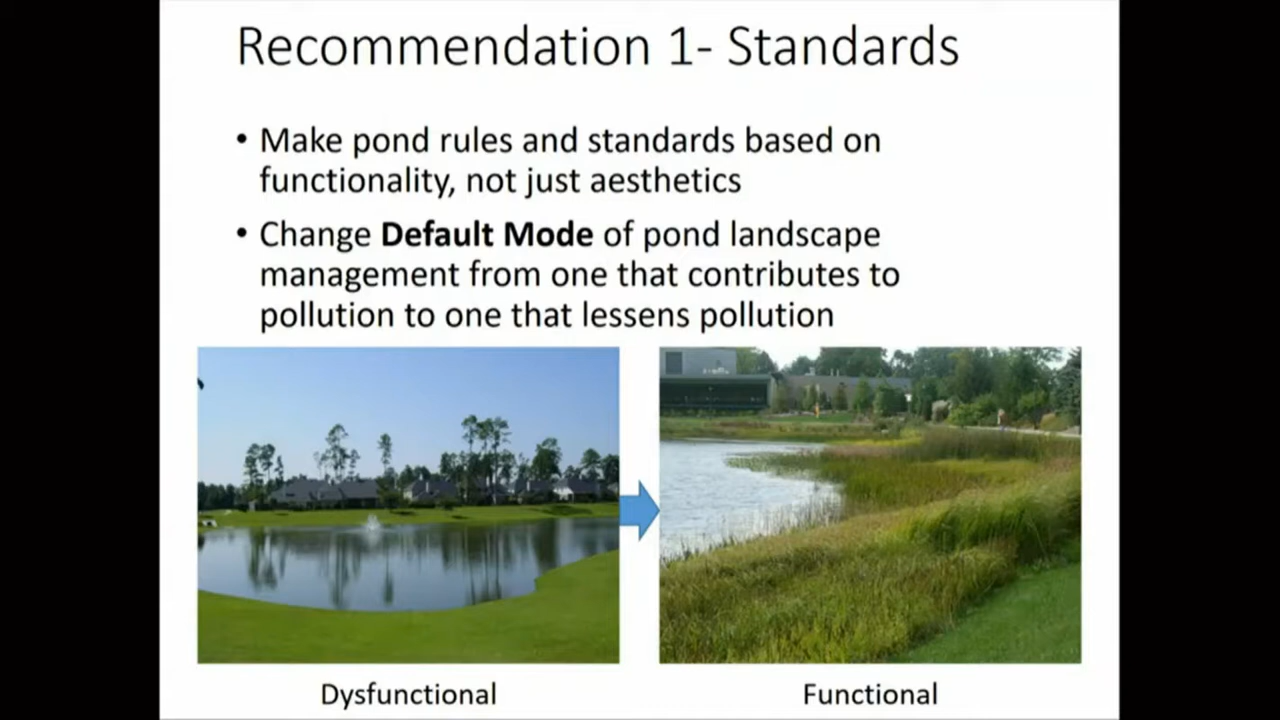 Recommendation 1- Standards
• Make pond rules and standards based on
functionality, not just aesthetics
• Change Default Mode of pond landscape
management from one that contributes to
pollution to one that lessens pollution
Dysfunctional
Functional